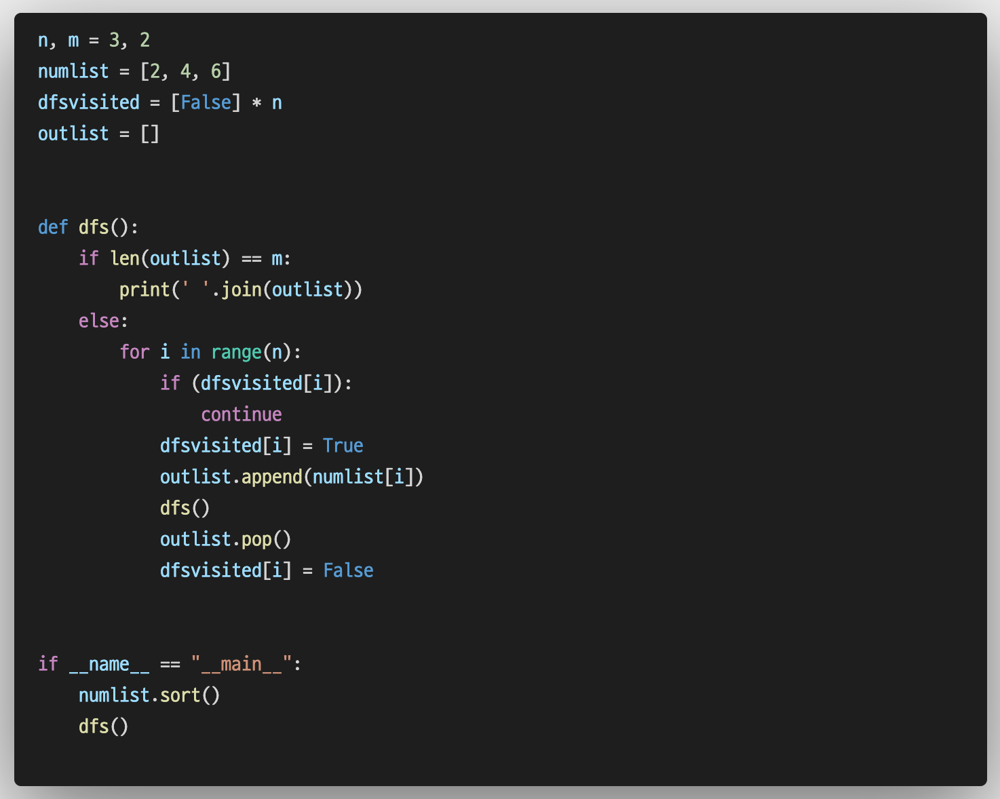 n, m = 3, 2
numlist = [2, 4, 6]
dfsvisited = [False] * n
outlist = []
def dfs():
    if len(outlist) == m:
        print(' '.join(outlist))
    else:
        for i in range(n):
            if (dfsvisited[i]):
                continue
            dfsvisited[i] = True
            outlist.append(numlist[i])
            dfs()
            outlist.pop()
            dfsvisited[i] = False
if __name__ == "__main__":
    numlist.sort()
    dfs()